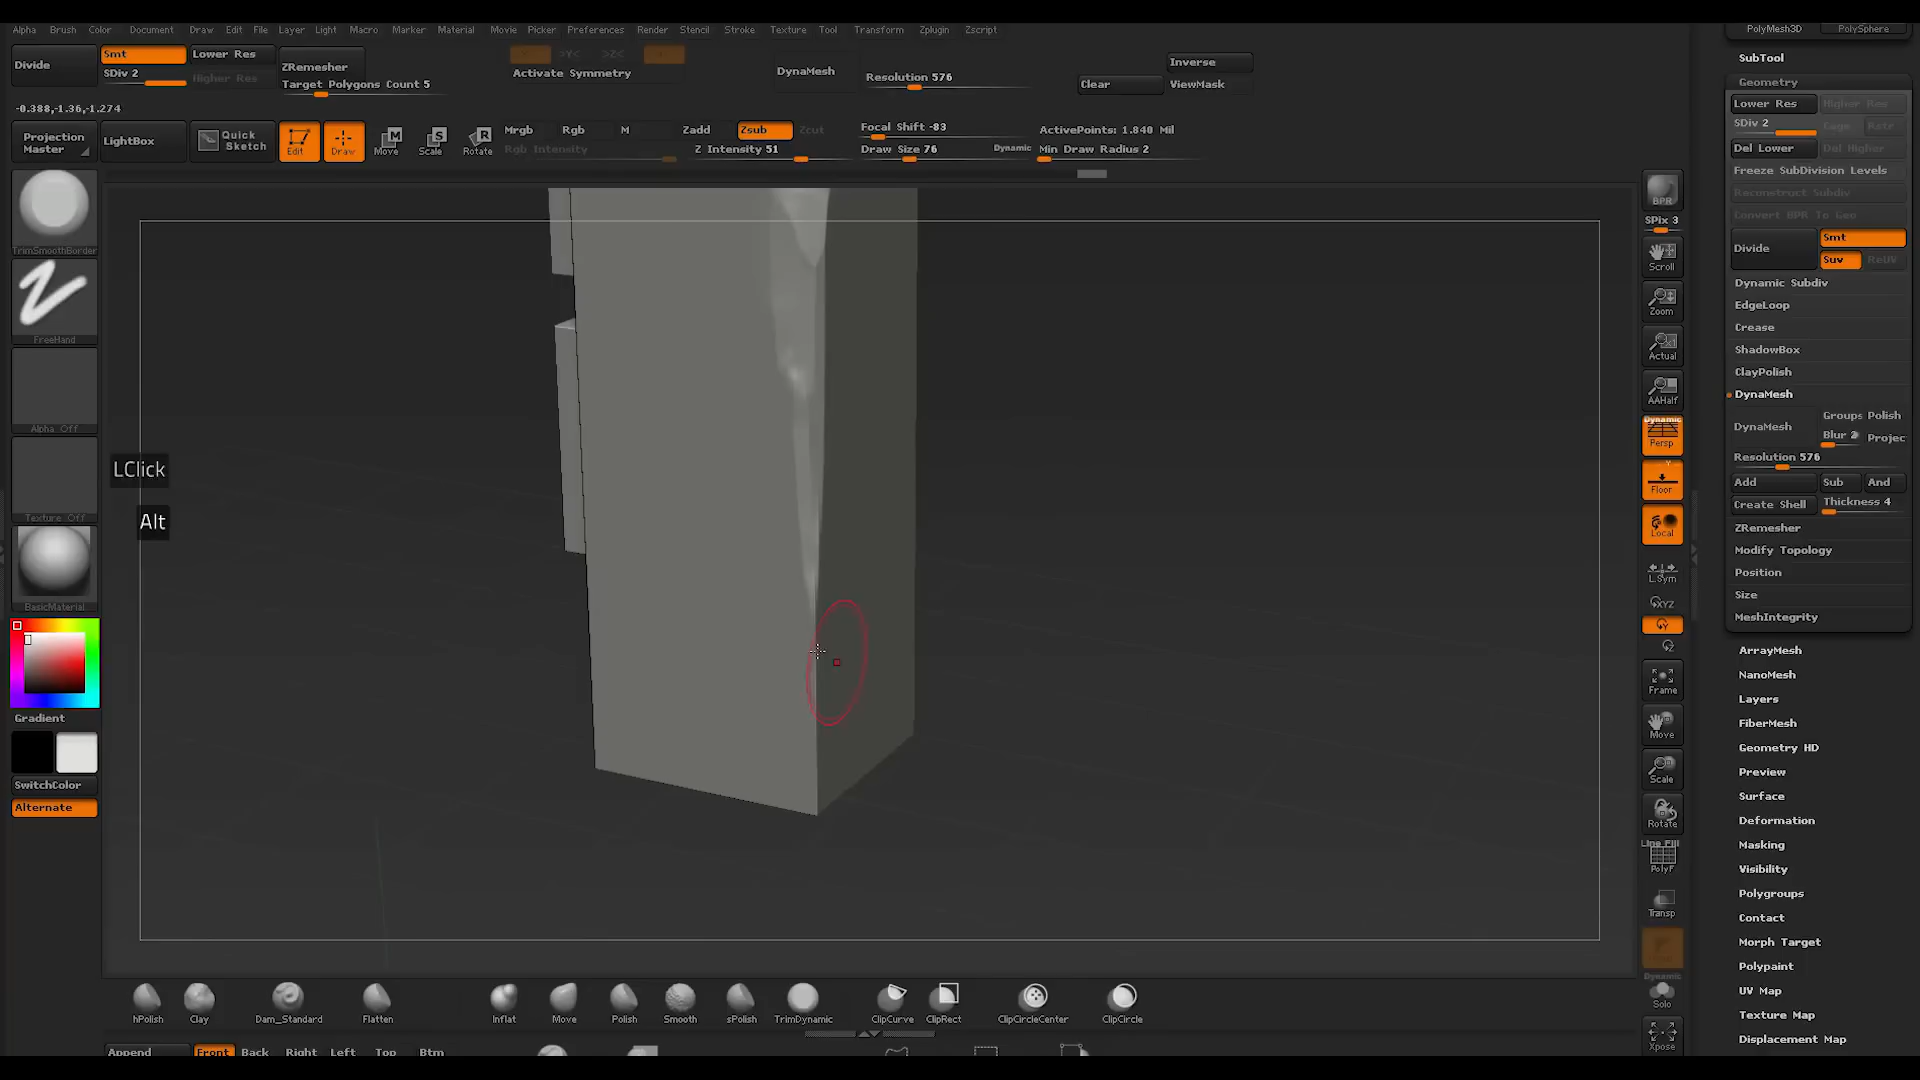 Alpha Brush Color Document Draw Edit File Layer Light Macro Marker Material Movie Picker Preferences Render Stencil Stroke Texture Tool Transform Zplugin Zscript
PolyMesh3D PolySphere
Divide Smt Lower Res
SDiv 2 Higher Res
ZRemesher
Target Polygons Count 5
>Y< >Z<
Activate Symmetry
DynaMesh
Resolution 576
Inverse
Clear ViewMask
-0.388,-1.36,-1.274
Projection Master
LightBox
Quick Sketch
Edit Draw Move Scale Rotate
Mrgb Rgb M
Rgb Intensity
Zadd Zsub Zcut
Z Intensity 51
Focal Shift -83
Draw Size 76 Dynamic
ActivePoints: 1.840 Mil
Min Draw Radius 2
TrimSmoothBorder
FreeHand
Alpha Off
Texture Off
BasicMaterial
Gradient
SwitchColor
Alternate
LClick
Alt
BPR
SPix 3
Scroll
Zoom
Actual
AAHalf
Dynamic
Persp
Floor
Local
L.Sym
XYZ
Frame
Move
Scale
Rotate
Line Fill
PolyF
Transp
Dynamic
Solo
Xpose
SubTool
Geometry
Lower Res Higher Res
SDiv 2 Cage Rstr
Del Lower Del Higher
Freeze SubDivision Levels
Reconstruct Subdiv
Convert BPR To Geo
Divide Smt
Suv ReUV
Dynamic Subdiv
EdgeLoop
Crease
ShadowBox
ClayPolish
DynaMesh
DynaMesh Groups Polish
Blur 2 Projec
Resolution 576
Add Sub And
Create Shell Thickness 4
ZRemesher
Modify Topology
Position
Size
MeshIntegrity
ArrayMesh
NanoMesh
Layers
FiberMesh
Geometry HD
Preview
Surface
Deformation
Masking
Visibility
Polygroups
Contact
Morph Target
Polypaint
UV Map
Texture Map
Displacement Map
hPolish Clay Dam_Standard Flatten Inflat Move Polish Smooth sPolish TrimDynamic ClipCurve ClipRect ClipCircleCenter ClipCircle
Append Front Back Right Left Top Btm